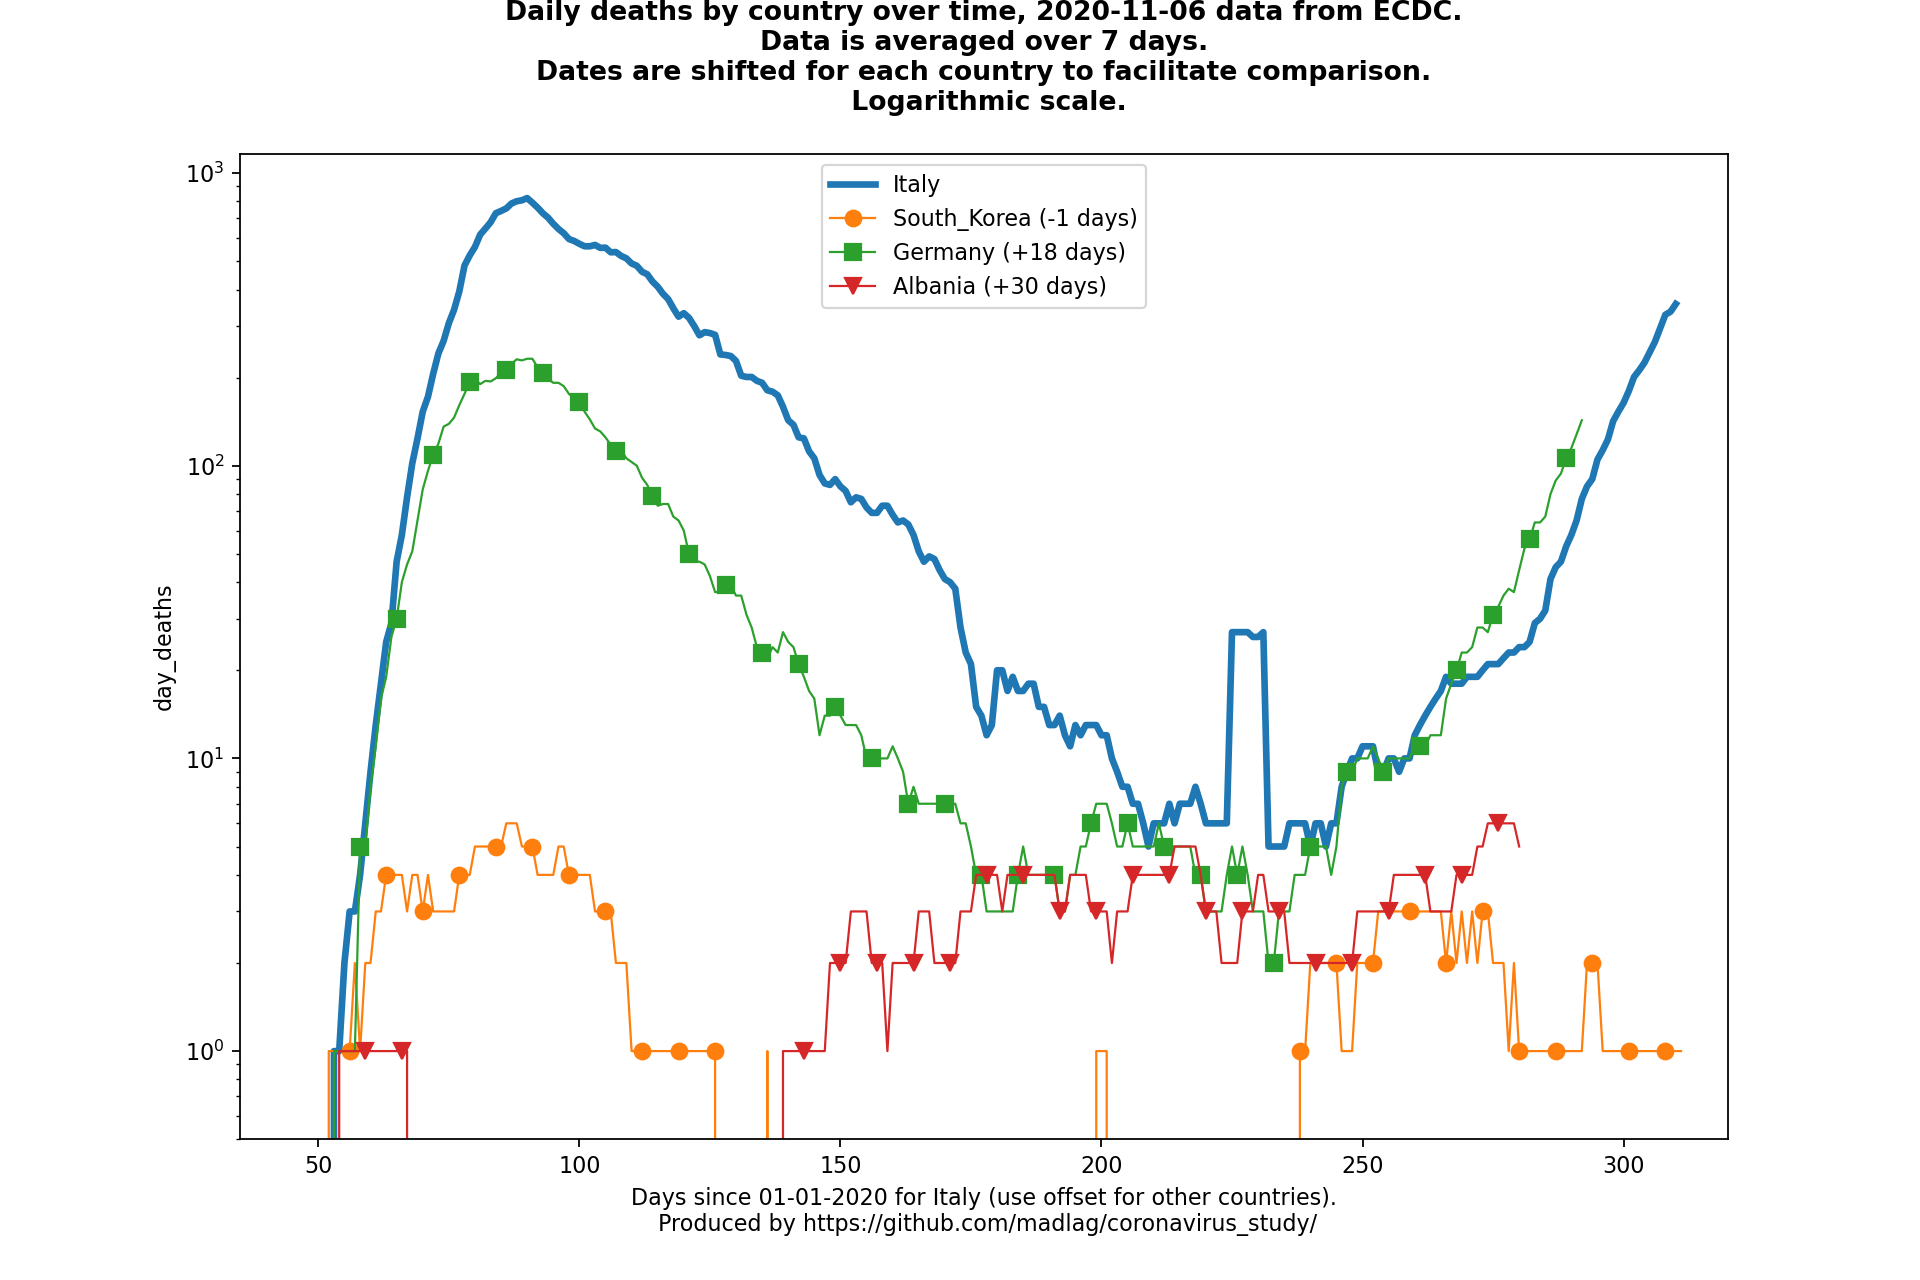 Daily deaths by country over time, 2020-11-06 data from ECDC.
Data is averaged over 7 days.
Dates are shifted for each country to facilitate comparison.
Logarithmic scale.
10³
10²
10¹
10⁰
day_deaths
Italy
South_Korea (-1 days)
Germany (+18 days)
Albania (+30 days)
50 100 150 200 250 300
Days since 01-01-2020 for Italy (use offset for other countries).
Produced by https://github.com/madlag/coronavirus_study/